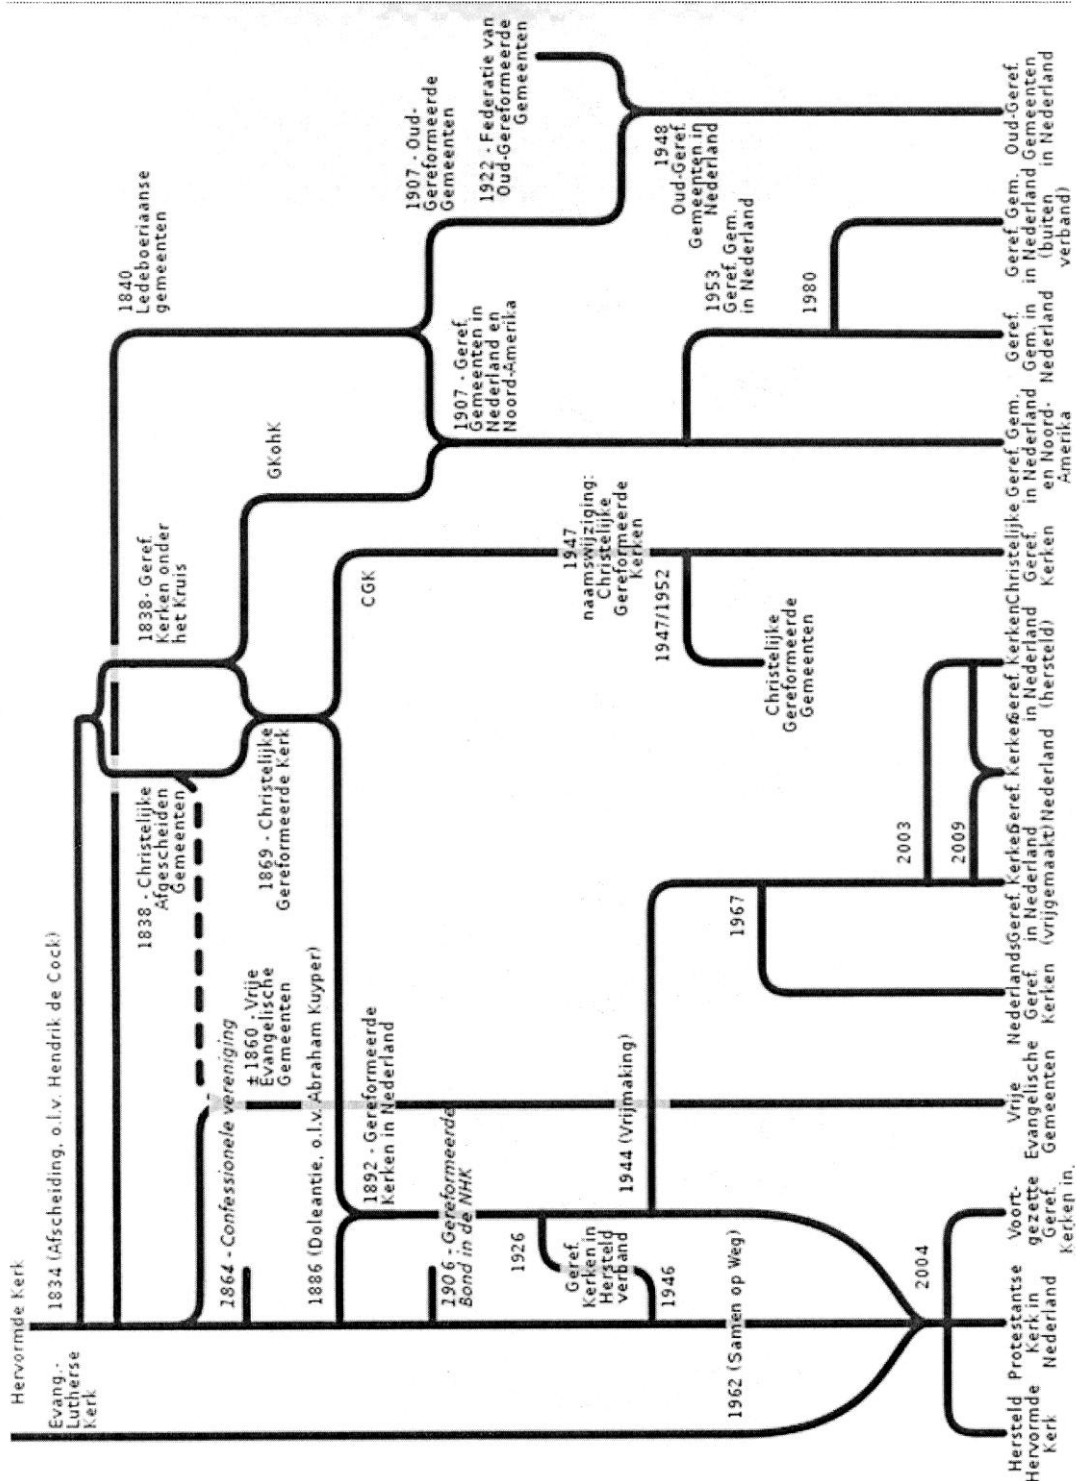 Hervormde Kerk
Evang.-
Lutherse
Kerk
1834 (Afscheiding, o.l.v. Hendrik de Cock)
1838 - Christelijke
Afgescheiden
Gemeenten
1838 - Geref.
Kerken onder
het Kruis
1840
Ledeboeriaanse
gemeenten
1864 - Confessionele vereniging
± 1860 - Vrije
Evangelische
Gemeenten
1869 - Christelijke
Gereformeerde Kerk
GKohK
1886 (Doleantie, o.l.v. Abraham Kuyper)
CGK
1892 - Gereformeerde
Kerken in Nederland
1906 - Gereformeerde
Bond in de NHK
1907 - Oud-
Gereformeerde
Gemeenten
1907 - Geref.
Gemeenten in
Nederland en
Noord-Amerika
1922 - Federatie van
Oud-Gereformeerde
Gemeenten
1926
Geref.
Kerken in
Hersteld
verband
1946
1944 (Vrijmaking)
1947
naamswijziging:
Christelijke
Gereformeerde
Kerken
1947/1952
Christelijke
Gereformeerde
Gemeenten
1948
Oud-Geref.
Gemeenten in
Nederland
1953
Geref. Gem.
in Nederland
1962 (Samen op Weg)
1967
1980
2003
2009
2004
Hersteld
Hervormde
Kerk
Protestantse
Kerk in
Nederland
Voort-
gezette
Geref.
Kerken in
Vrije
Evangelische
Gemeenten
Nederlands
Geref.
Kerken
Geref. Kerken
in Nederland
(vrijgemaakt)
Geref. Kerken
Nederland
Geref. Kerken
in Nederland
(hersteld)
Christelijke
Geref.
Kerken
Geref. Gem.
in Nederland
en Noord-
Amerika
Geref.
Gem. in
Nederland
Geref. Gem.
in Nederland
(buiten
verband)
Oud-Geref.
Gemeenten
in Nederland